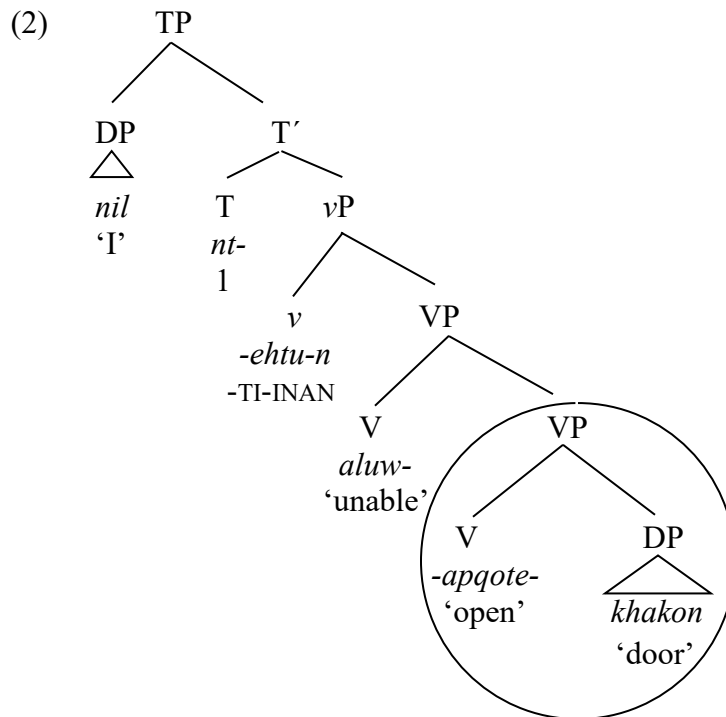 (2) TP
DP T´
nil T vP
‘I’ nt-
1 v VP
-ehtu-n
-TI-INAN V VP
aluw-
‘unable’ V DP
-apqote- khakon
‘open’ ‘door’